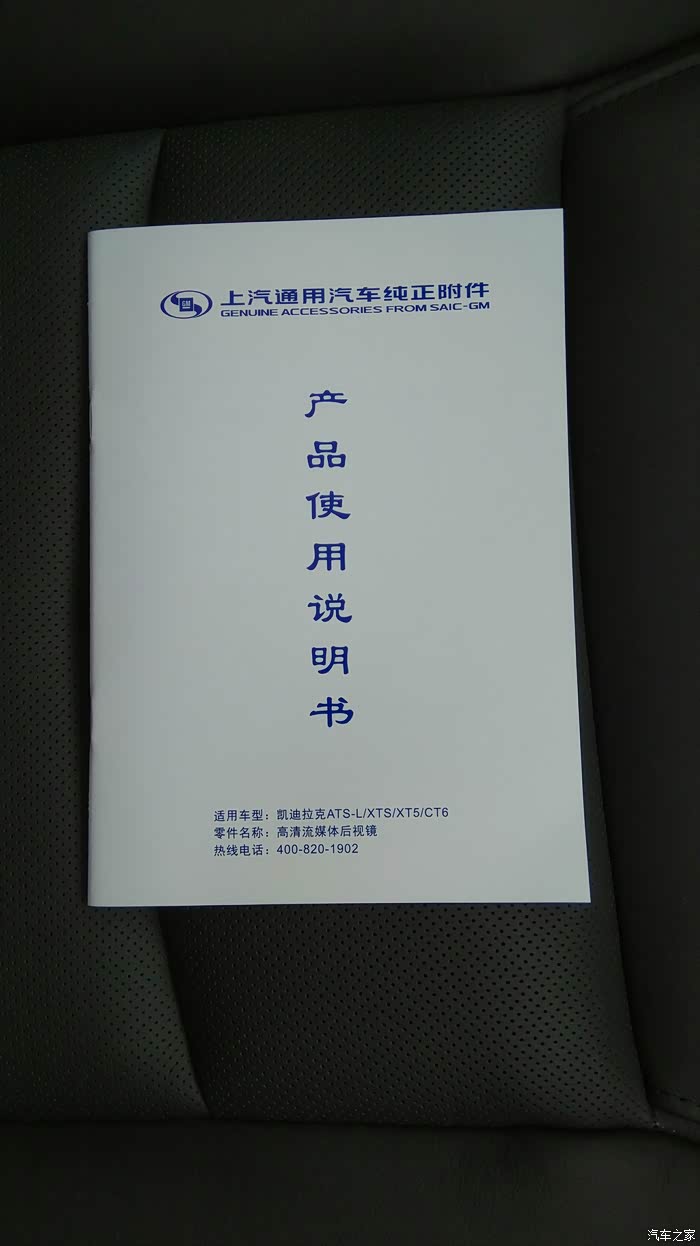 上汽通用汽车纯正附件
GENUINE ACCESSORIES FROM SAIC-GM
产品使用说明书
适用车型：凯迪拉克ATS-L/XTS/XT5/CT6
零件名称：高清流媒体后视镜
热线电话：400-820-1902
汽车之家